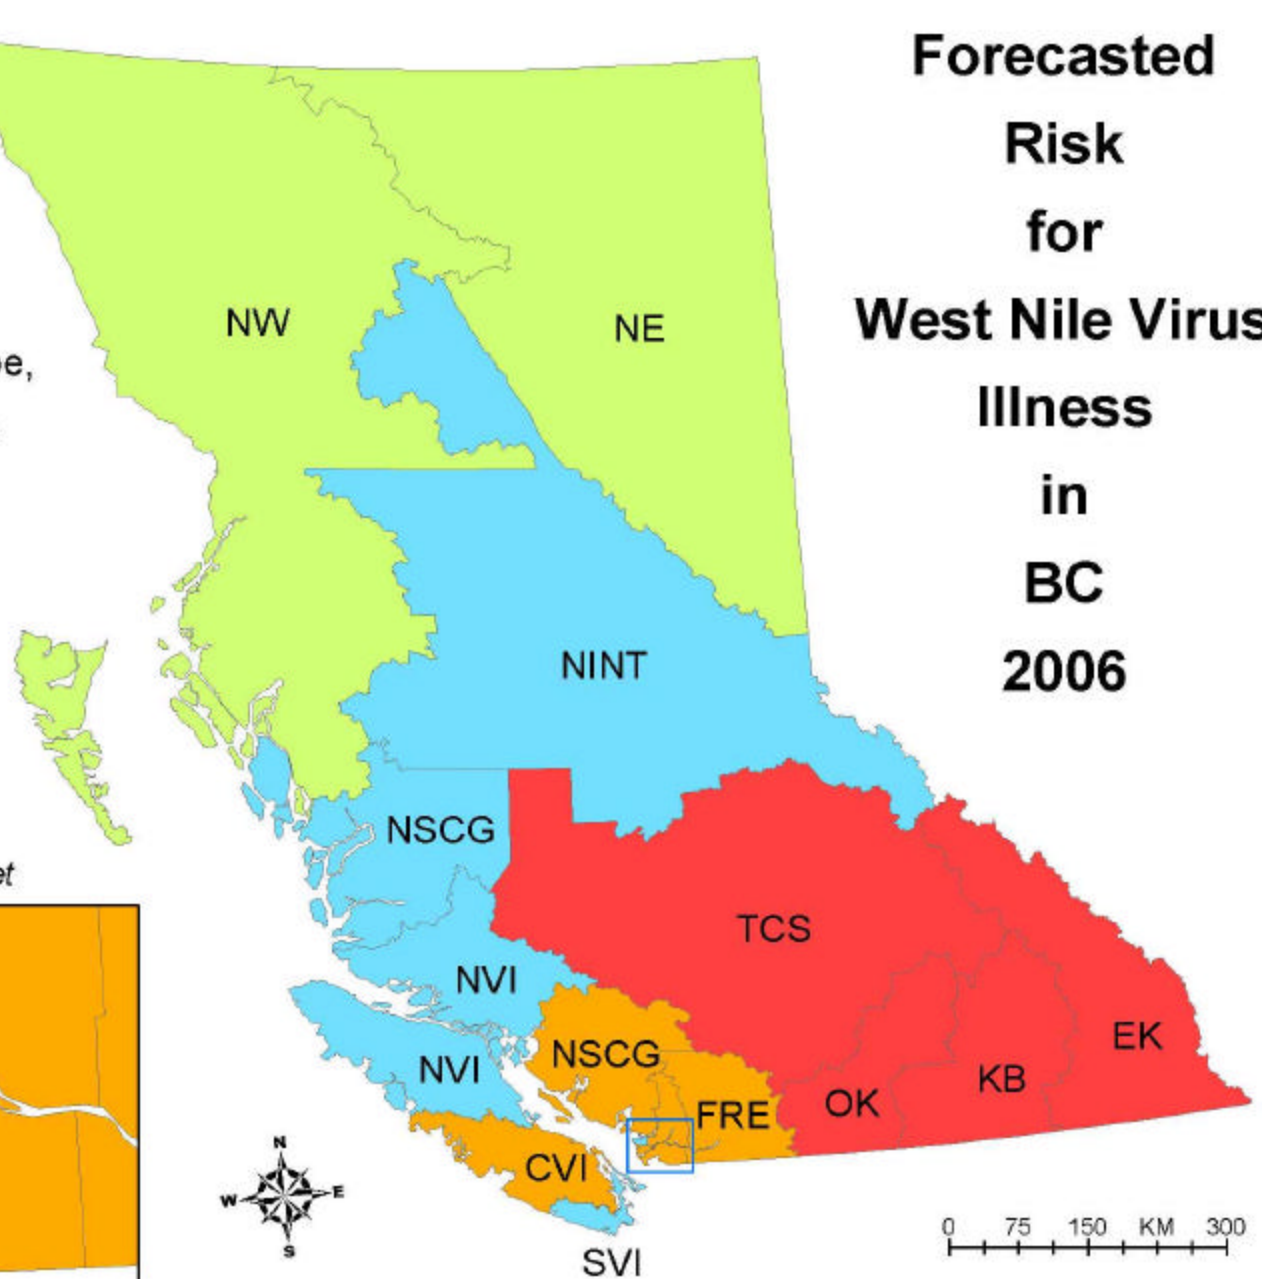 Forecasted
Risk
for
West Nile Virus
Illness
in
BC
2006
NW
NE
NINT
NSCG
TCS
NVI
NVI
NSCG
FRE
OK
KB
EK
CVI
SVI
N
W
E
S
0 75 150 KM 300